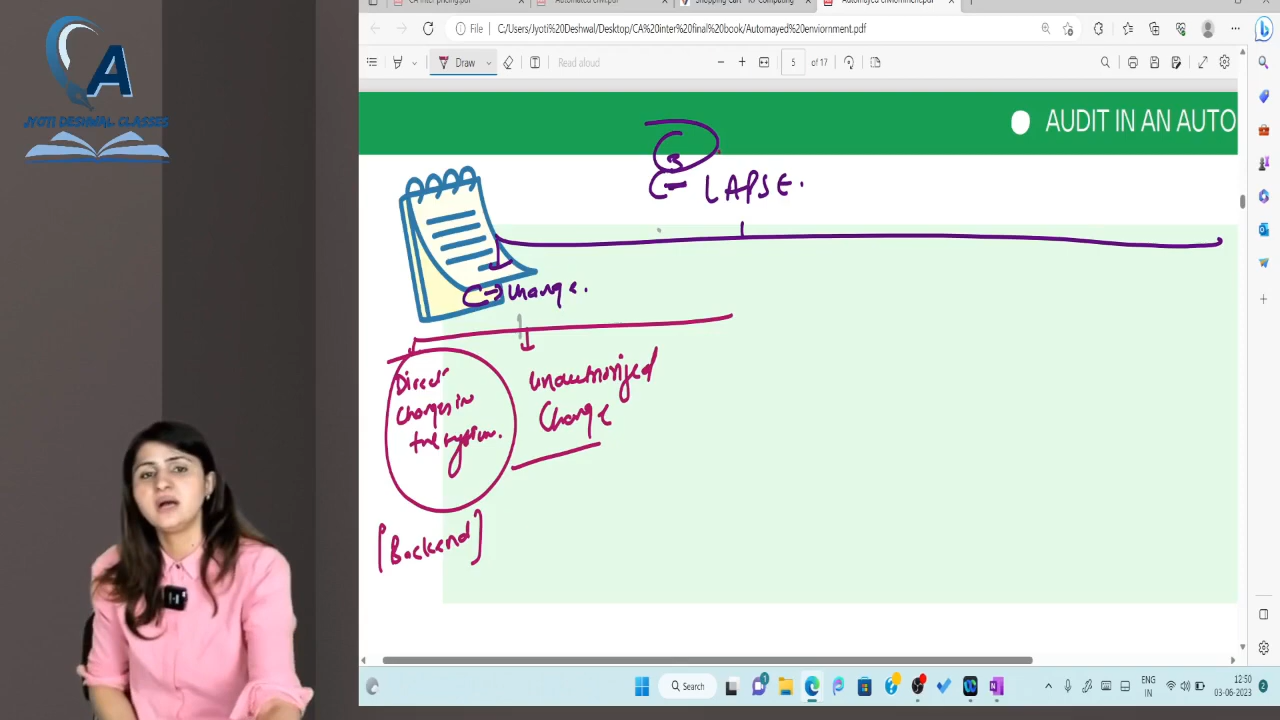 CA
JYOTI DESHWAL CLASSES
File
C:/Users/Jyoti Deshwal/Desktop/CA%20inter%20final%20book/Automayed%20enviornment.pdf
Draw
Read aloud
5
of 17
AUDIT IN AN AUTO
C = LAPSE.
C → Change.
Direct
Changes in
the system.
Unauthorized
Change
[Backend]
Search
ENG
IN
12:50
03-06-2023